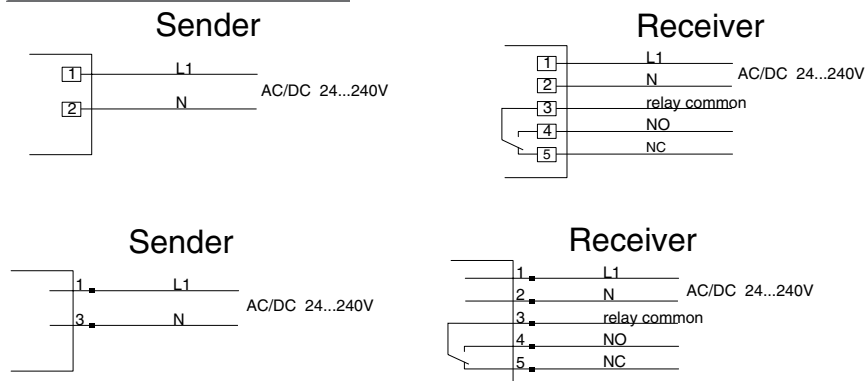 Sender
1 L1
AC/DC 24...240V
2 N
Receiver
1 L1
AC/DC 24...240V
2 N
3 relay common
4 NO
5 NC
Sender
1 L1
AC/DC 24...240V
3 N
Receiver
1 L1
AC/DC 24...240V
2 N
3 relay common
4 NO
5 NC